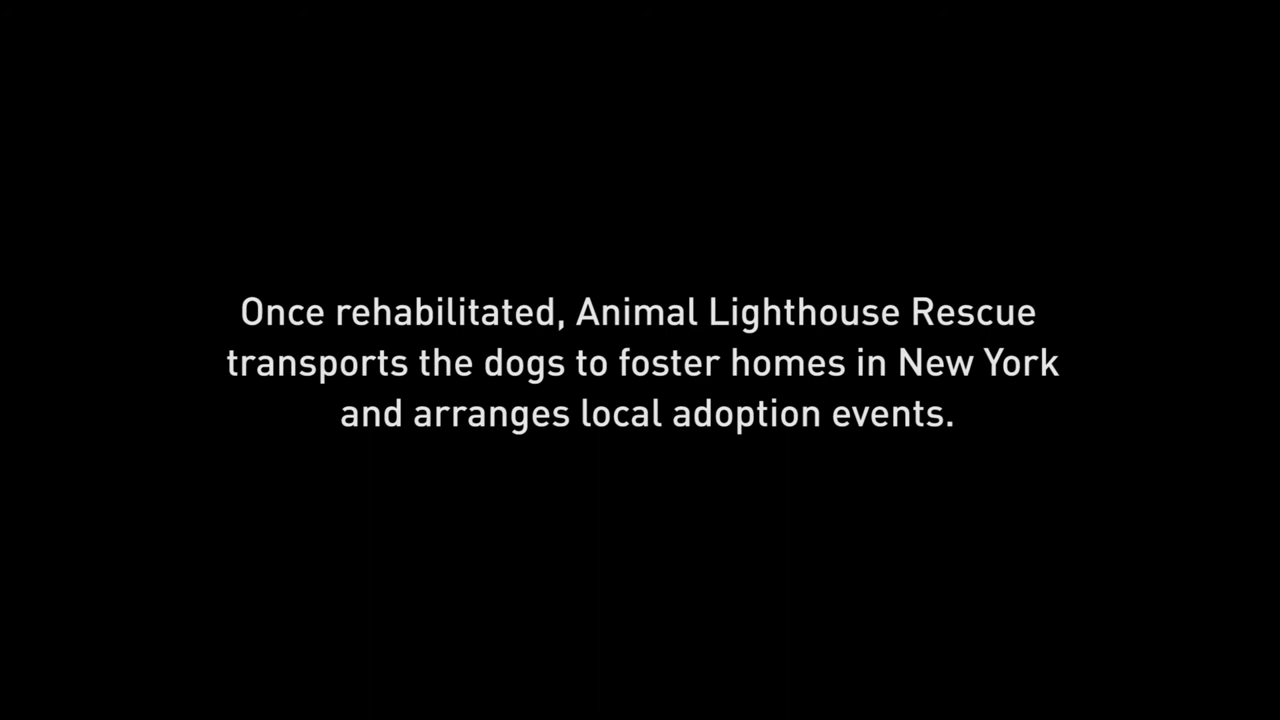 Once rehabilitated, Animal Lighthouse Rescue
transports the dogs to foster homes in New York
and arranges local adoption events.